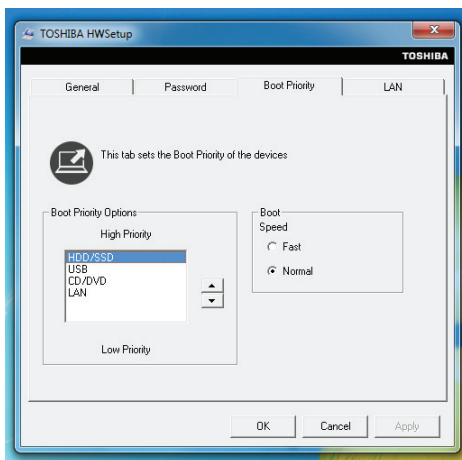 TOSHIBA HWSetup
TOSHIBA
General Password Boot Priority LAN
This tab sets the Boot Priority of the devices
Boot Priority Options
High Priority
HDD/SSD
USB
CD/DVD
LAN
Low Priority
Boot
Speed
Fast
Normal
OK Cancel Apply